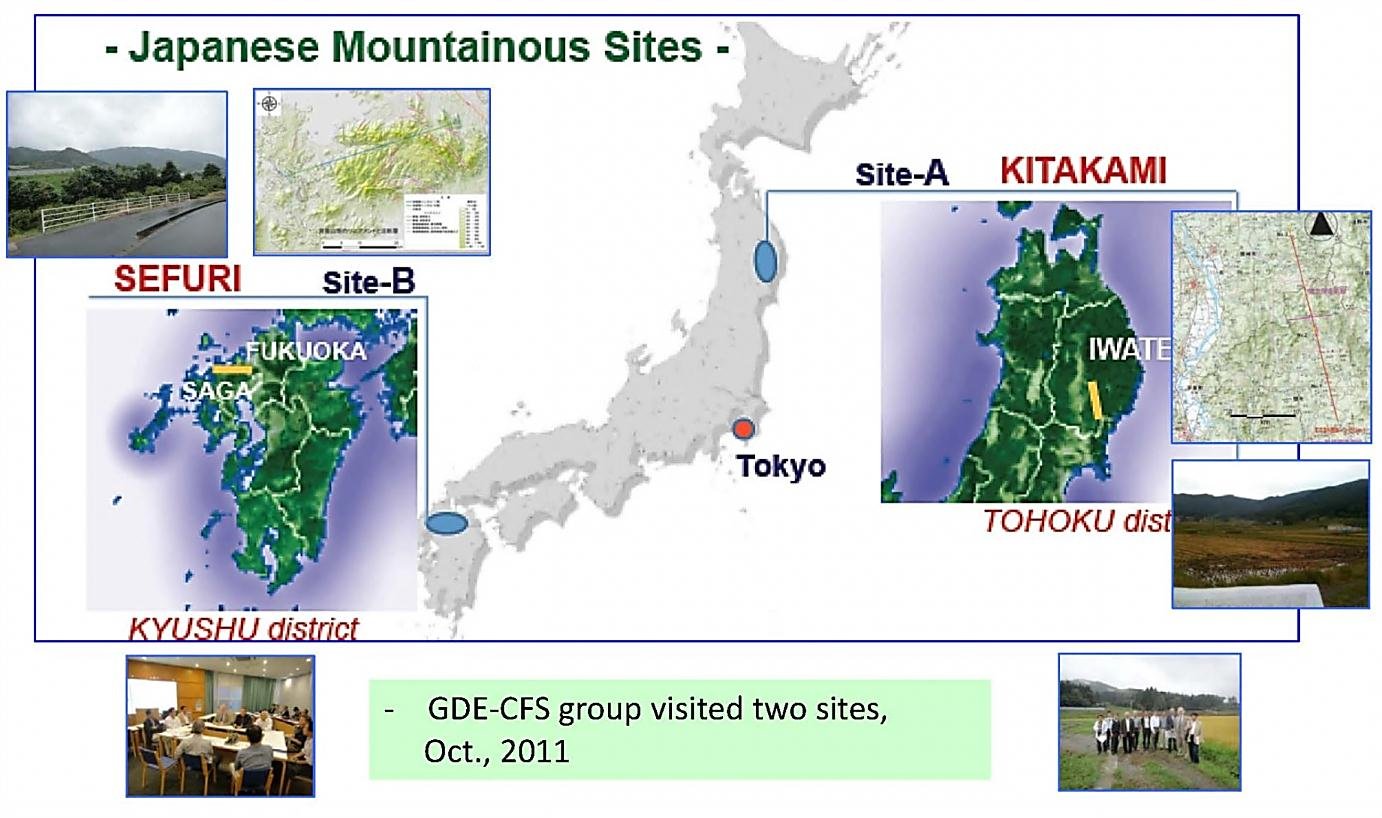 - Japanese Mountainous Sites -
Site-A KITAKAMI
SEFURI Site-B
FUKUOKA
SAGA
IWATE
Tokyo
TOHOKU dist
KYUSHU district
km
- GDE-CFS group visited two sites,
Oct., 2011